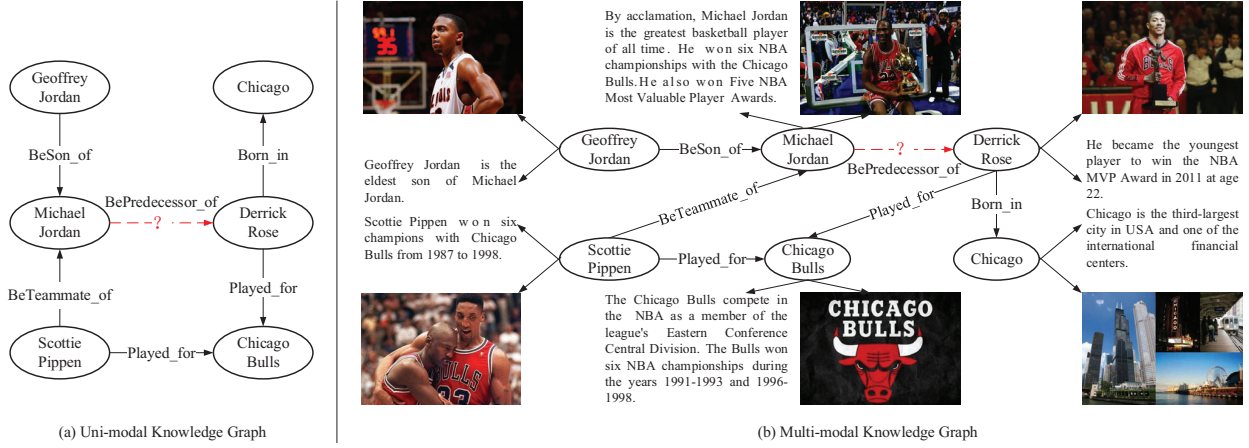 Geoffrey
Jordan
Chicago
BeSon_of
Born_in
Michael
Jordan
BePredecessor_of
?
Derrick
Rose
BeTeammate_of
Played_for
Scottie
Pippen
Played_for
Chicago
Bulls
(a) Uni-modal Knowledge Graph
35
By acclamation, Michael Jordan
is the greatest basketball player
of all time. He won six NBA
championships with the Chicago
Bulls.He also won Five NBA
Most Valuable Player Awards.
BULLS
Geoffrey
Jordan
BeSon_of
Michael
Jordan
?
BePredecessor_of
Derrick
Rose
Geoffrey Jordan is the
eldest son of Michael
Jordan.
He became the youngest
player to win the NBA
MVP Award in 2011 at age
22.
BeTeammate_of
Played_for
Born_in
Scottie Pippen won six
champions with Chicago
Bulls from 1987 to 1998.
Scottie
Pippen
Played_for
Chicago
Bulls
Chicago
Chicago is the third-largest
city in USA and one of the
international financial
centers.
BULLS
33
The Chicago Bulls compete in
the NBA as a member of the
league's Eastern Conference
Central Division. The Bulls won
six NBA championships during
the years 1991-1993 and 1996-
1998.
CHICAGO
BULLS
CHICAGO
(b) Multi-modal Knowledge Graph